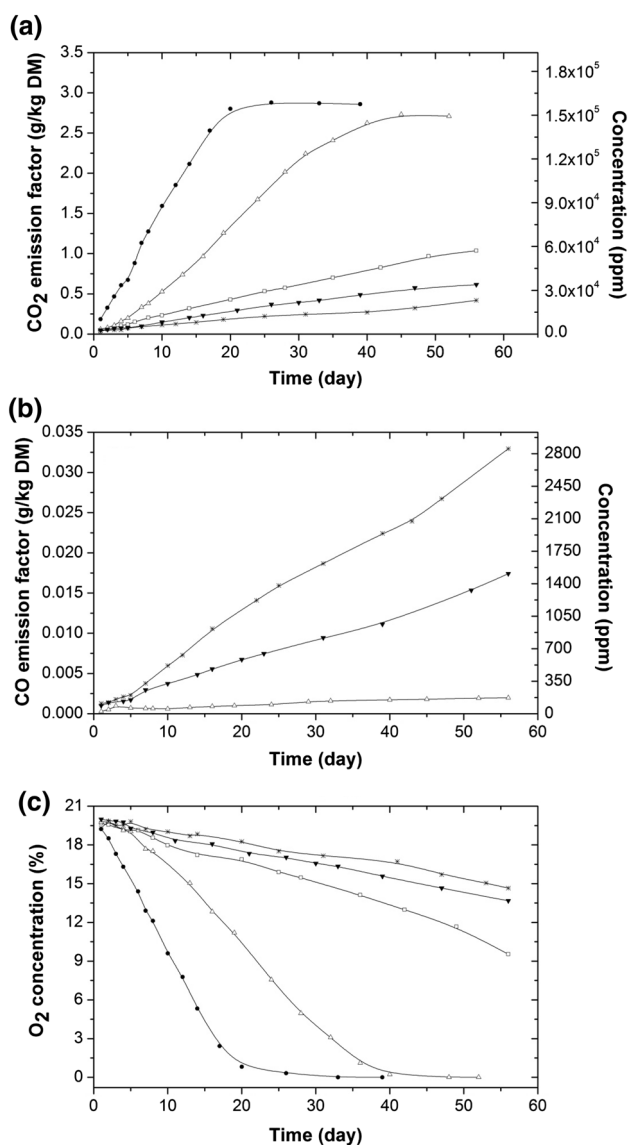 (a)
CO2 emission factor (g/kg DM)
3.5
3.0
2.5
2.0
1.5
1.0
0.5
0.0
1.8x10^5
1.5x10^5
1.2x10^5
9.0x10^4
6.0x10^4
3.0x10^4
0.0
Concentration (ppm)
0 10 20 30 40 50 60
Time (day)
(b)
CO emission factor (g/kg DM)
0.035
0.030
0.025
0.020
0.015
0.010
0.005
0.000
2800
2450
2100
1750
1400
1050
700
350
0
Concentration (ppm)
0 10 20 30 40 50 60
Time (day)
(c)
O2 concentration (%)
21
18
15
12
9
6
3
0
0 10 20 30 40 50 60
Time (day)